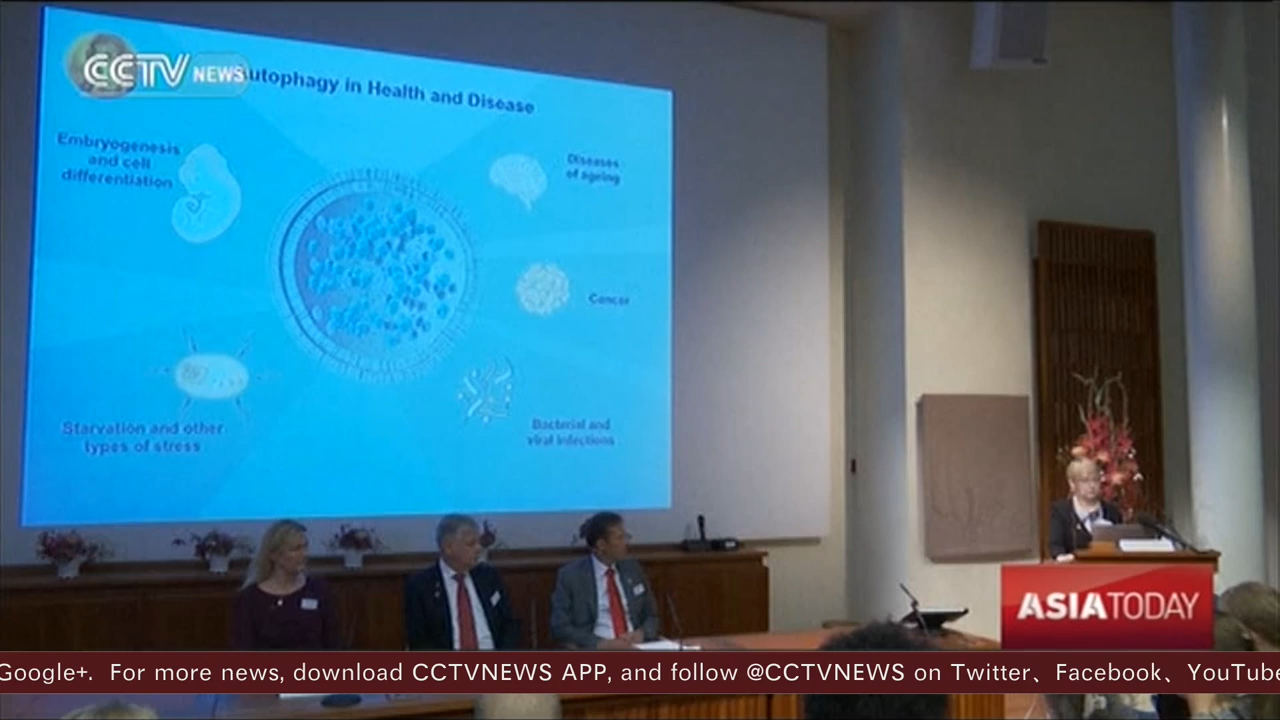 CCTV NEWS
utophagy in Health and Disease
Embryogenesis
and cell
differentiation
Diseases
of ageing
Cancer
Starvation and other
types of stress
Bacterial and
viral infections
ASIATODAY
Google+. For more news, download CCTVNEWS APP, and follow @CCTVNEWS on Twitter、Facebook、YouTube